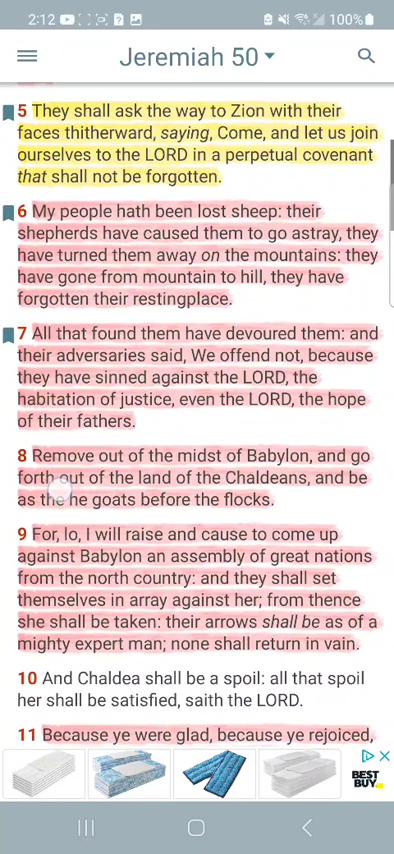 2:12 100%
Jeremiah 50
5 They shall ask the way to Zion with their
faces thitherward, saying, Come, and let us join
ourselves to the LORD in a perpetual covenant
that shall not be forgotten.
6 My people hath been lost sheep: their
shepherds have caused them to go astray, they
have turned them away on the mountains: they
have gone from mountain to hill, they have
forgotten their restingplace.
7 All that found them have devoured them: and
their adversaries said, We offend not, because
they have sinned against the LORD, the
habitation of justice, even the LORD, the hope
of their fathers.
8 Remove out of the midst of Babylon, and go
forth out of the land of the Chaldeans, and be
as the he goats before the flocks.
9 For, lo, I will raise and cause to come up
against Babylon an assembly of great nations
from the north country: and they shall set
themselves in array against her; from thence
she shall be taken: their arrows shall be as of a
mighty expert man; none shall return in vain.
10 And Chaldea shall be a spoil: all that spoil
her shall be satisfied, saith the LORD.
11 Because ye were glad, because ye rejoiced,
BEST
BUY